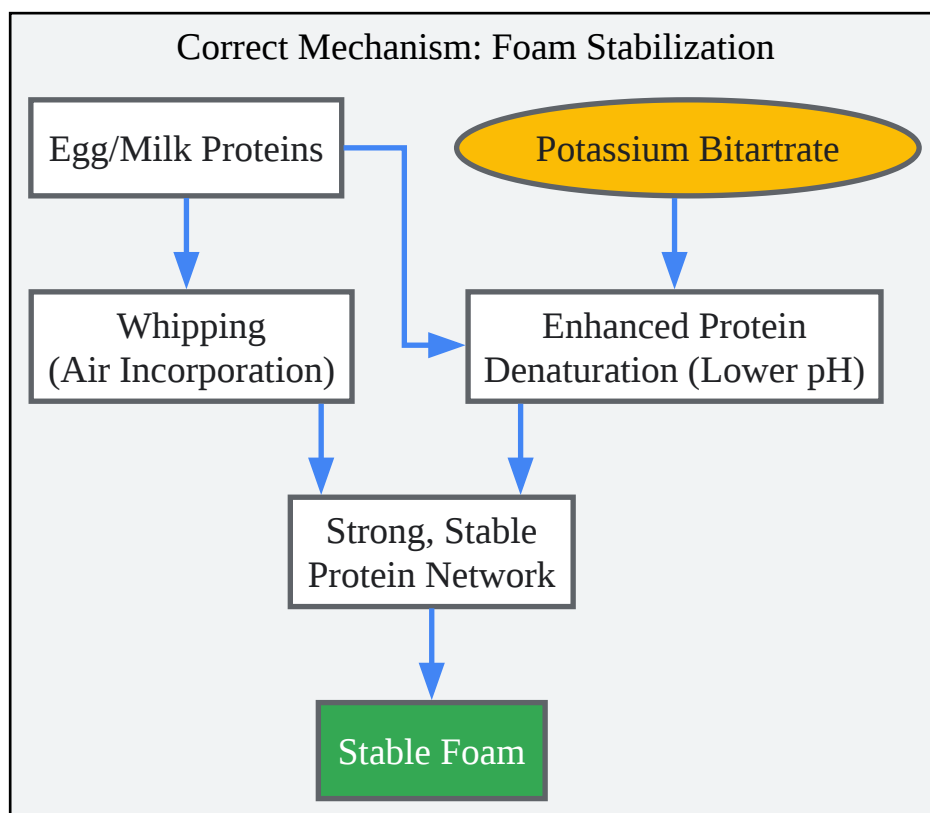 Correct Mechanism: Foam Stabilization
Egg/Milk Proteins
Potassium Bitartrate
Whipping
(Air Incorporation)
Enhanced Protein
Denaturation (Lower pH)
Strong, Stable
Protein Network
Stable Foam